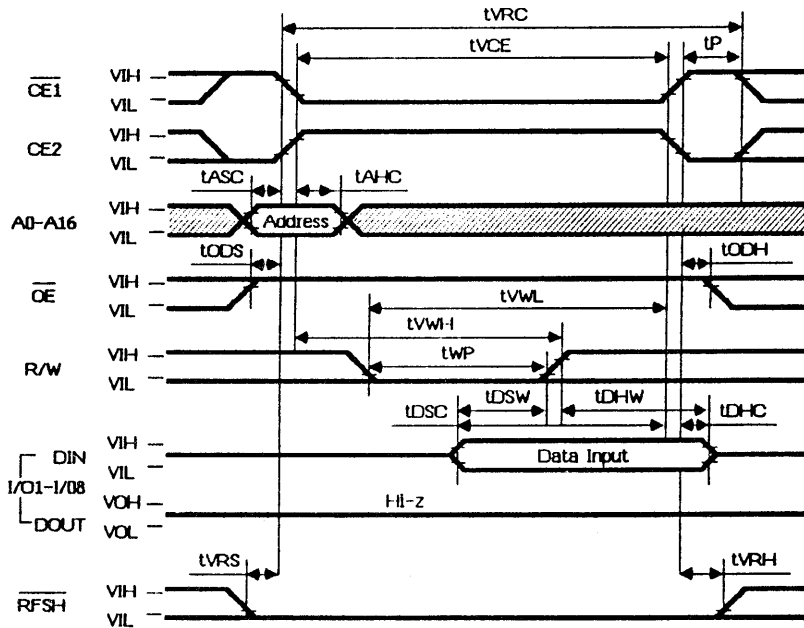 tVRC
tVCE
tP
VIH
CE1
VIL
VIH
CE2
VIL
tASC
tAHC
VIH
A0-A16
Address
VIL
tODS
tODH
VIH
OE
VIL
tVWL
tVWH
VIH
tWP
R/W
VIL
tDSW
tDHW
tDSC
tDHC
VIH
DIN
Data Input
VIL
I/O1-I/O8
VOH
Hi-z
DOUT
VOL
tVRS
tVRH
VIH
RFSH
VIL